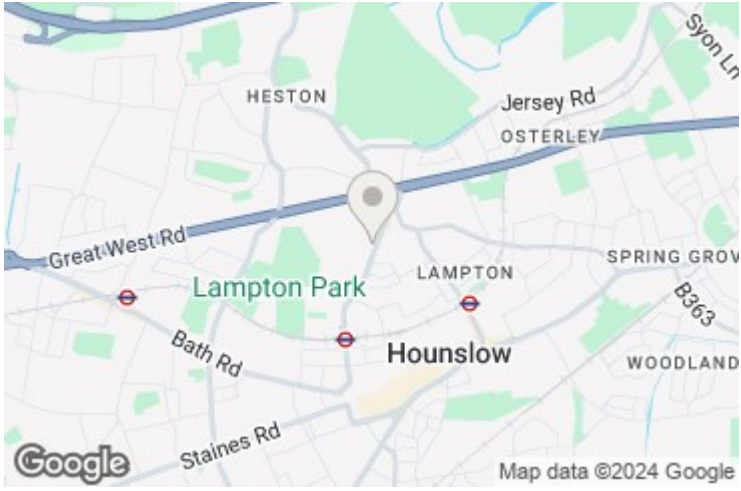 Syon Ln
HESTON
Jersey Rd
OSTERLEY
Great West Rd
SPRING GROV
LAMPTON
Lampton Park
B363
Bath Rd
Hounslow
WOODLAND
Staines Rd
Google
Map data ©2024 Google